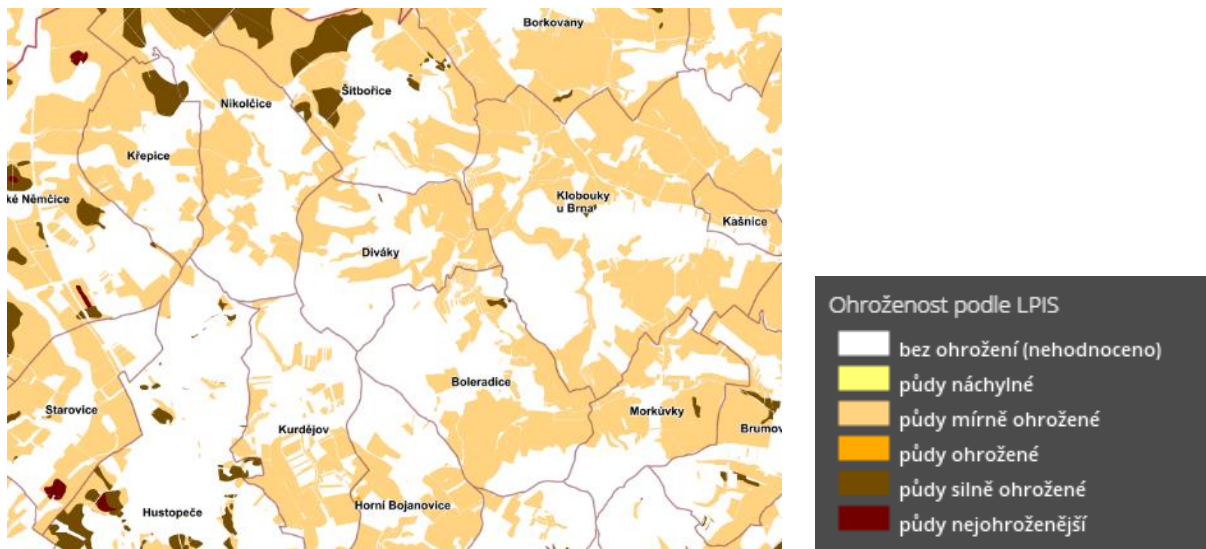 Borkovany
Nikolčice
Šitbořice
Křepice
ké Němčice
Klobouky
u Brna
Kašnice
Diváky
Boleradice
Starovice
Morkůvky
Kurdějov
Brumov
Horní Bojanovice
Hustopeče
Ohroženost podle LPIS
bez ohrožení (nehodnoceno)
půdy náchylné
půdy mírně ohrožené
půdy ohrožené
půdy silně ohrožené
půdy nejohroženější